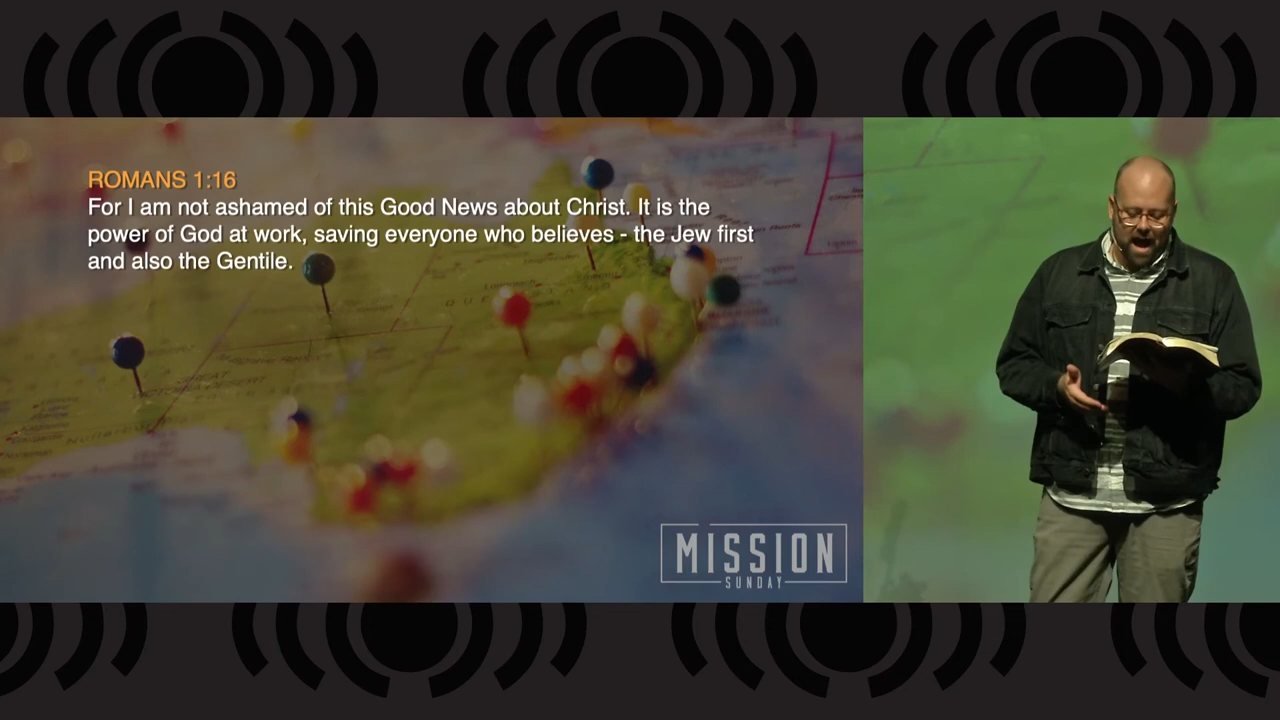 ROMANS 1:16
For I am not ashamed of this Good News about Christ. It is the
power of God at work, saving everyone who believes - the Jew first
and also the Gentile.
MISSION
SUNDAY